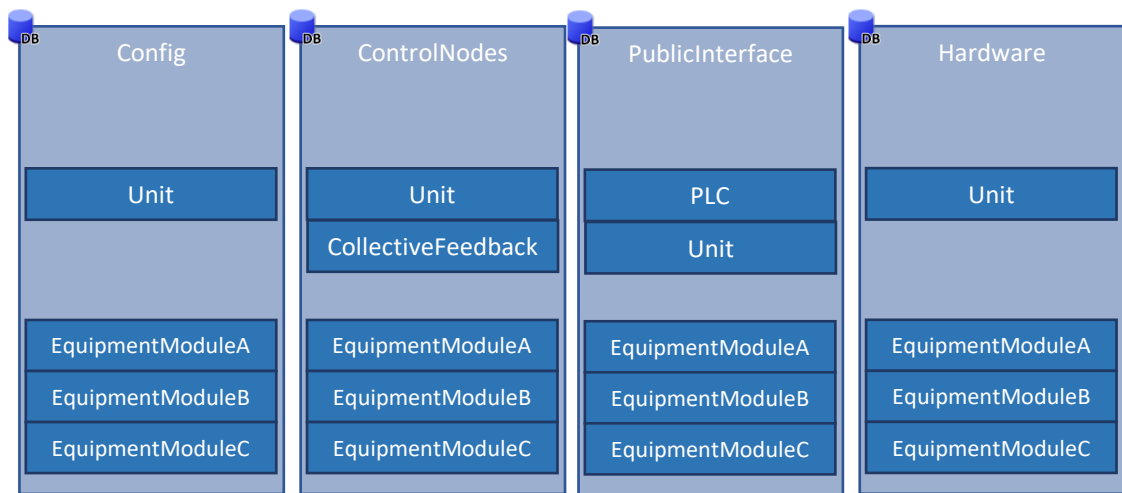 DB
Config
Unit
EquipmentModuleA
EquipmentModuleB
EquipmentModuleC
DB
ControlNodes
Unit
CollectiveFeedback
EquipmentModuleA
EquipmentModuleB
EquipmentModuleC
DB
PublicInterface
PLC
Unit
EquipmentModuleA
EquipmentModuleB
EquipmentModuleC
DB
Hardware
Unit
EquipmentModuleA
EquipmentModuleB
EquipmentModuleC